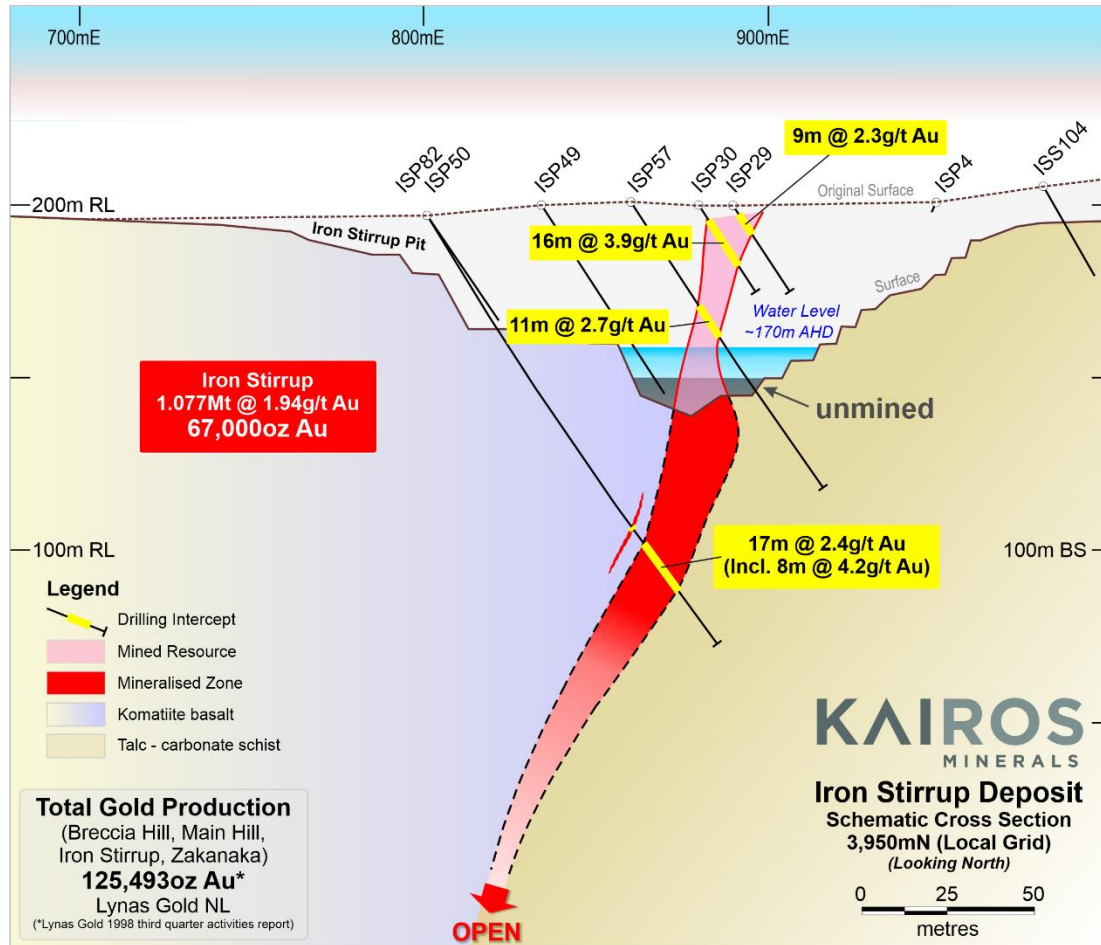 700mE
800mE
900mE
9m @ 2.3g/t Au
ISP82
ISP50
ISP49
ISP57
ISP30
ISP29
ISP4
ISS104
Original Surface
200m RL
Iron Stirrup Pit
16m @ 3.9g/t Au
Surface
11m @ 2.7g/t Au
Water Level
~170m AHD
Iron Stirrup
1.077Mt @ 1.94g/t Au
67,000oz Au
unmined
100m RL
17m @ 2.4g/t Au
(Incl. 8m @ 4.2g/t Au)
100m BS
Legend
Drilling Intercept
Mined Resource
Mineralised Zone
Komatiite basalt
Talc - carbonate schist
KAIROS
MINERALS
Iron Stirrup Deposit
Schematic Cross Section
3,950mN (Local Grid)
(Looking North)
0 25 50
metres
Total Gold Production
(Breccia Hill, Main Hill,
Iron Stirrup, Zakanaka)
125,493oz Au*
Lynas Gold NL
(*Lynas Gold 1998 third quarter activities report)
OPEN